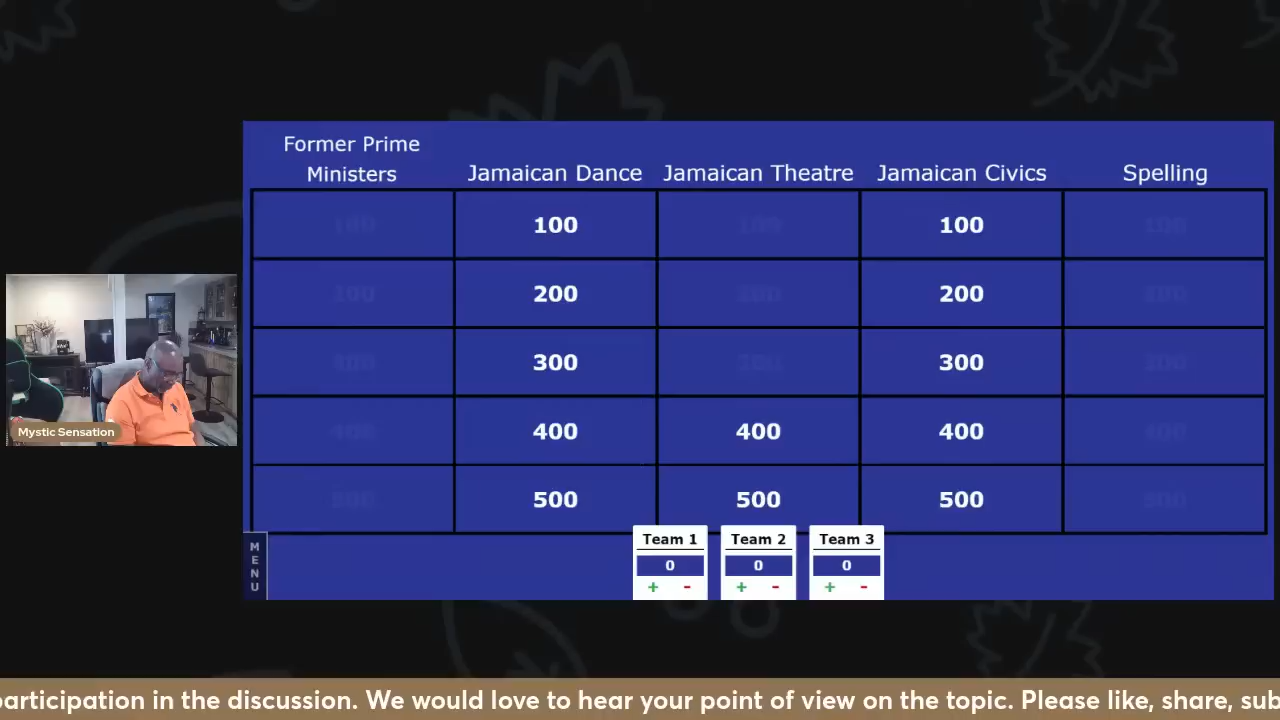 Former Prime
Ministers
Jamaican Dance
Jamaican Theatre
Jamaican Civics
Spelling
100 100
200 200
300 300
400 400 400
500 500 500
Mystic Sensation
MENU
Team 1 Team 2 Team 3
0 0 0
+ - + - + -
participation in the discussion. We would love to hear your point of view on the topic. Please like, share, sub